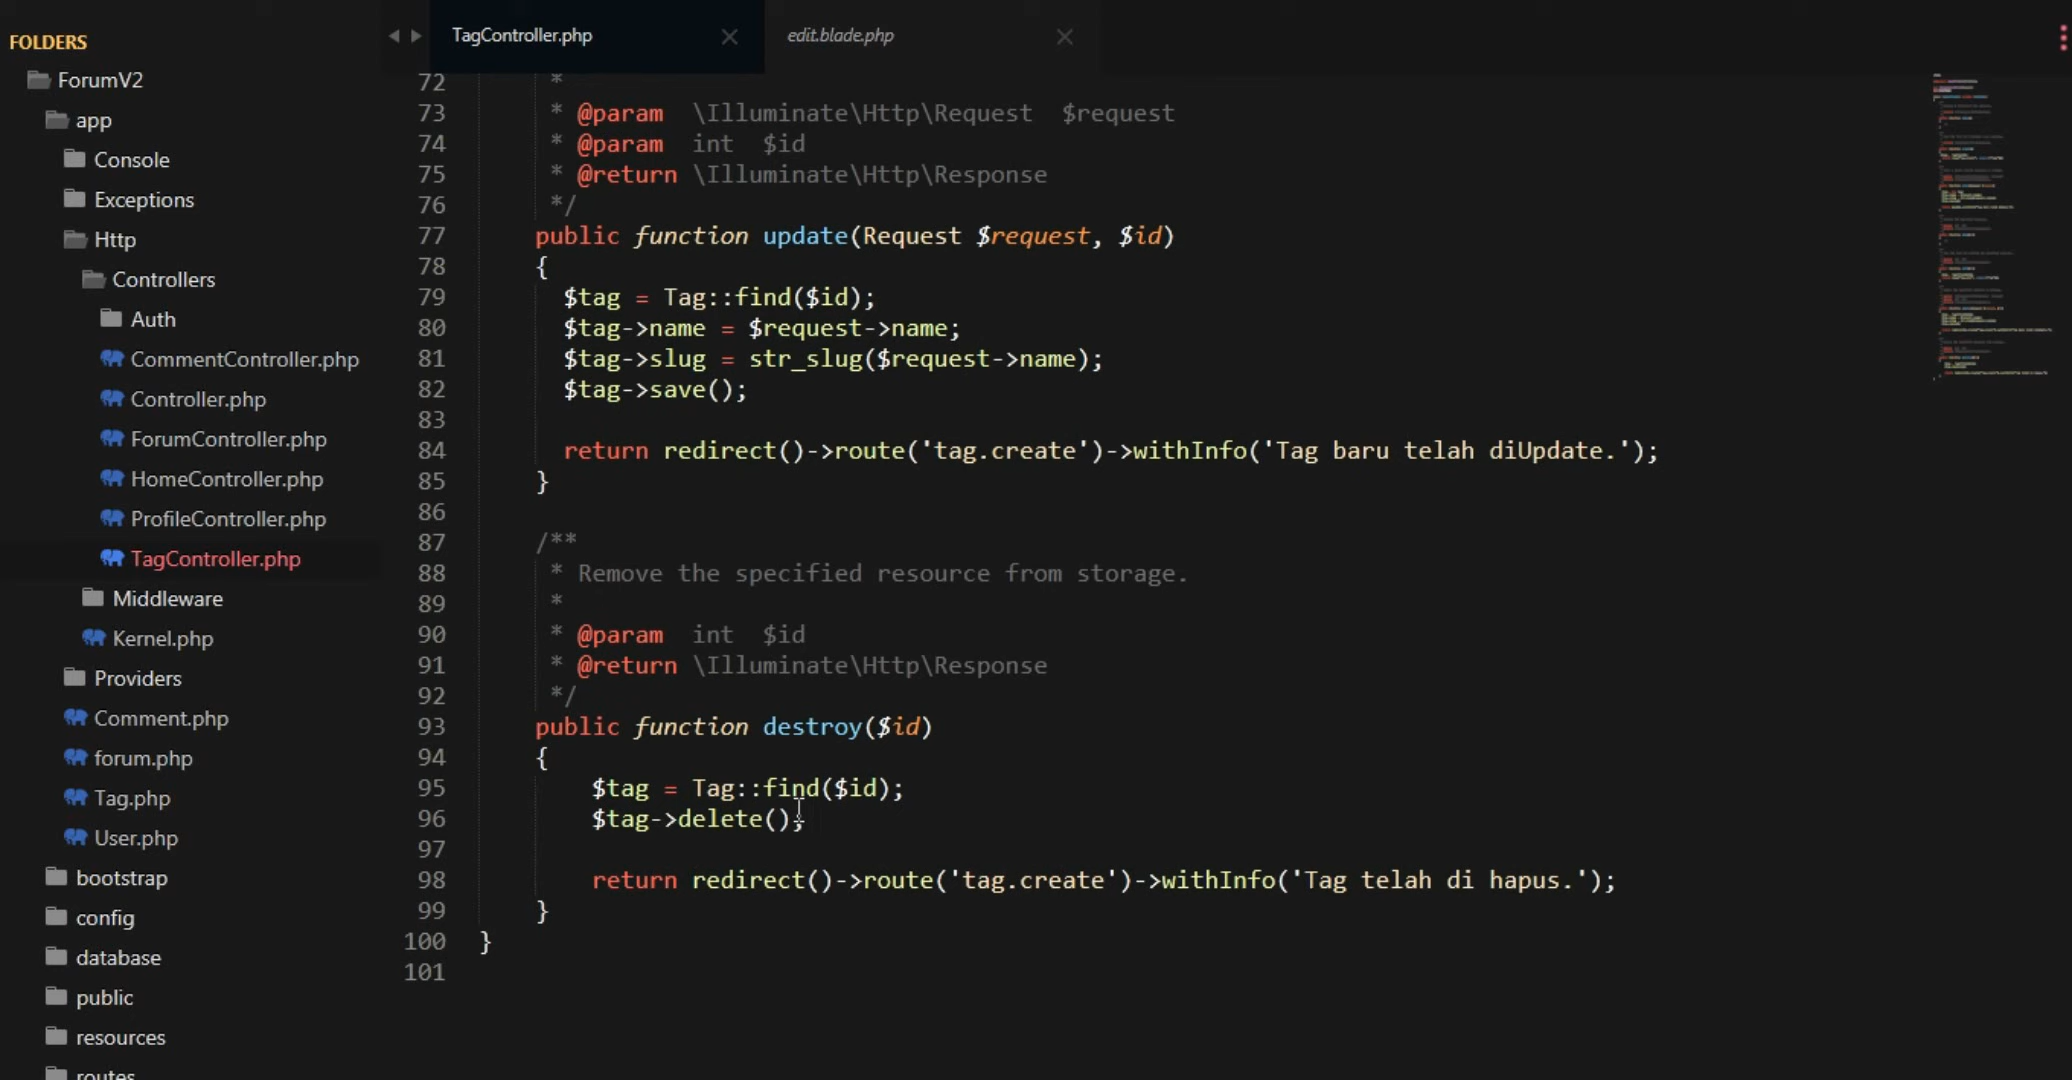 FOLDERS
ForumV2
app
Console
Exceptions
Http
Controllers
Auth
CommentController.php
Controller.php
ForumController.php
HomeController.php
ProfileController.php
TagController.php
Middleware
Kernel.php
Providers
Comment.php
forum.php
Tag.php
User.php
bootstrap
config
database
public
resources
routes
TagController.php
edit.blade.php
72 *
73 * @param \Illuminate\Http\Request $request
74 * @param int $id
75 * @return \Illuminate\Http\Response
76 */
77 public function update(Request $request, $id)
78 {
79 $tag = Tag::find($id);
80 $tag->name = $request->name;
81 $tag->slug = str_slug($request->name);
82 $tag->save();
83
84 return redirect()->route('tag.create')->withInfo('Tag baru telah diUpdate.');
85 }
86
87 /**
88 * Remove the specified resource from storage.
89 *
90 * @param int $id
91 * @return \Illuminate\Http\Response
92 */
93 public function destroy($id)
94 {
95 $tag = Tag::find($id);
96 $tag->delete();
97
98 return redirect()->route('tag.create')->withInfo('Tag telah di hapus.');
99 }
100 }
101